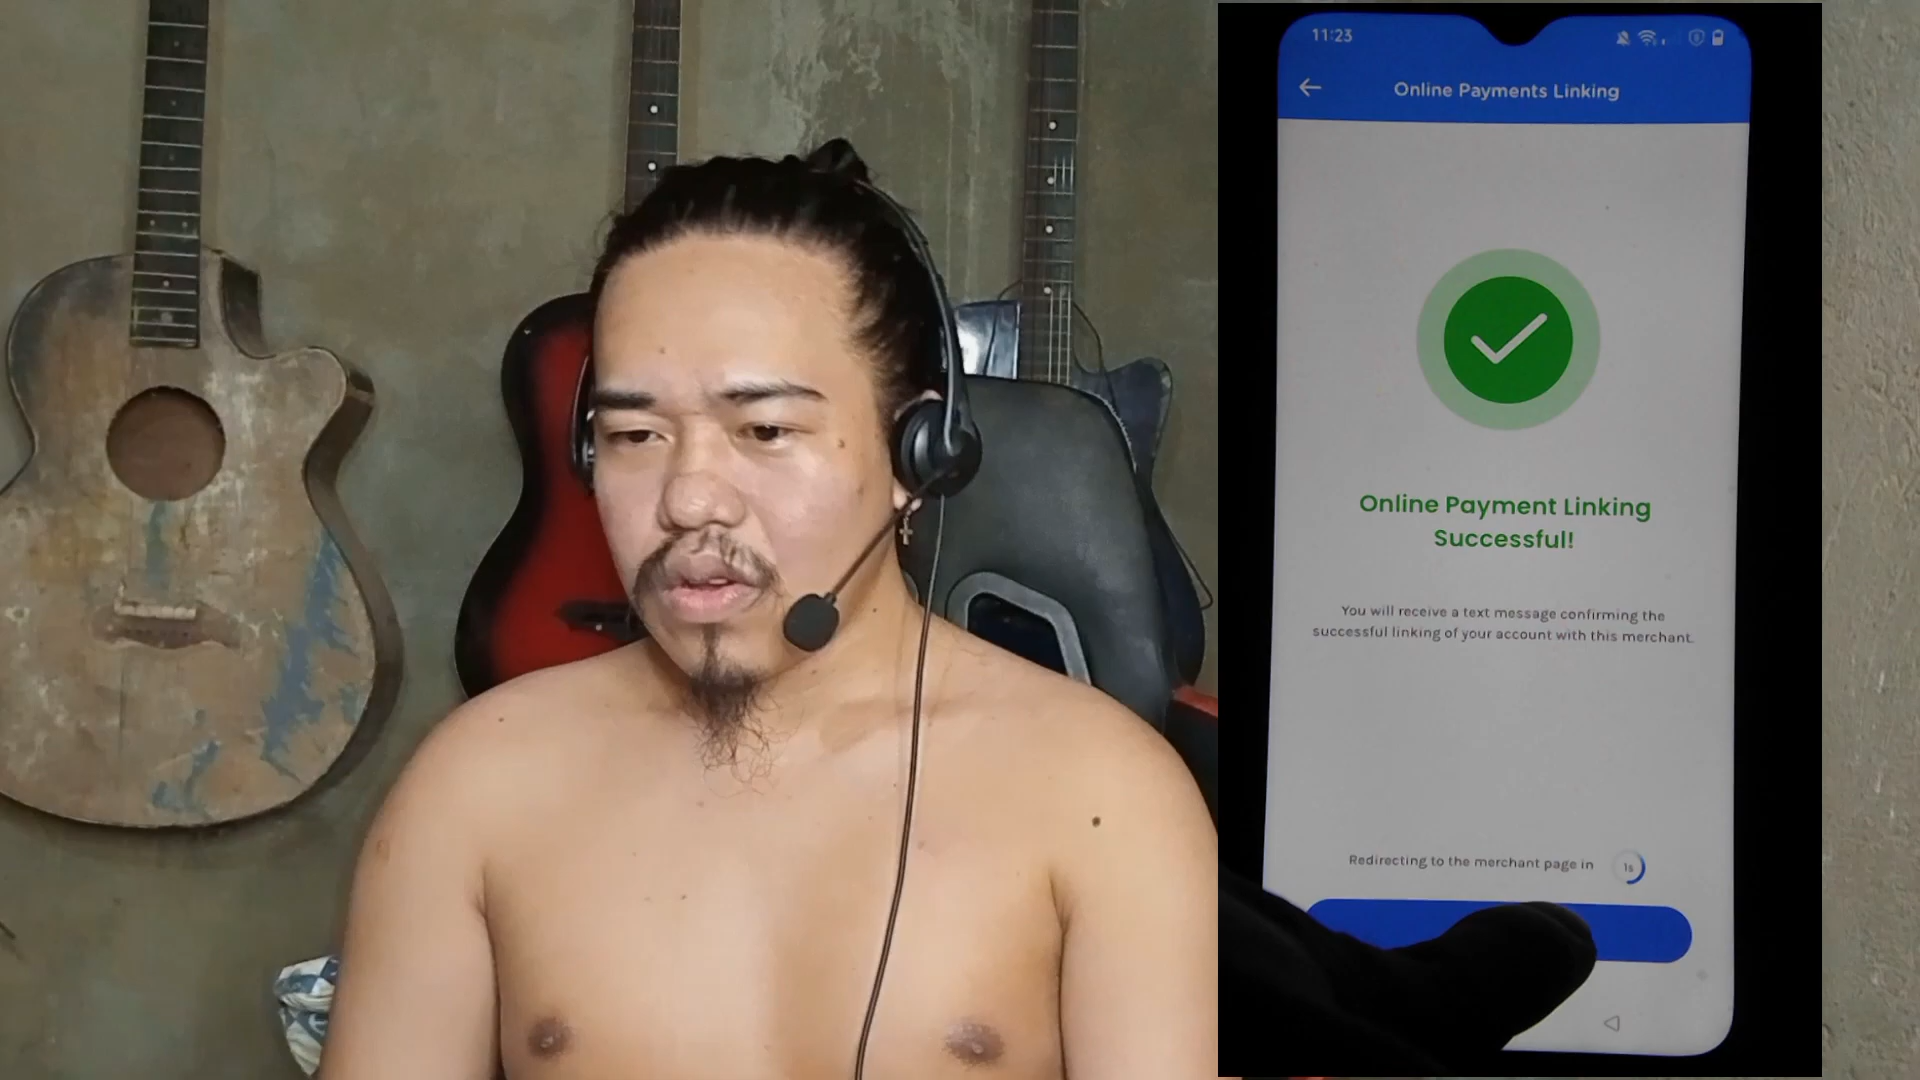 11:23
Online Payments Linking
Online Payment Linking
Successful!
You will receive a text message confirming the
successful linking of your account with this merchant.
Redirecting to the merchant page in
1s